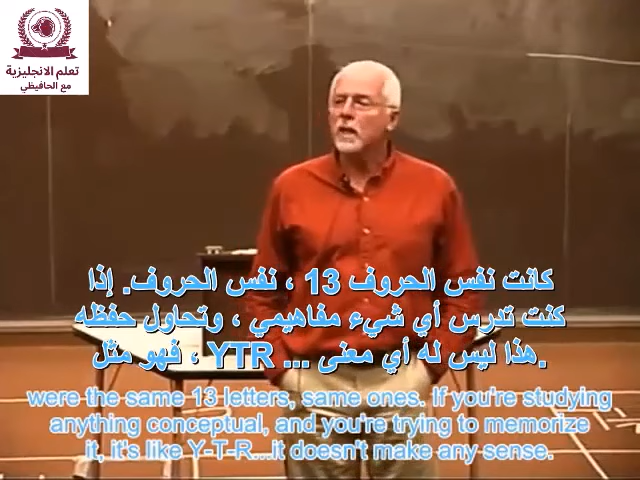 تعلم الانجليزية
مع الحافيظي
كانت نفس الحروف 13 ، نفس الحروف. إذا
كنت تدرس أي شيء مفاهيمي ، وتحاول حفظه
هذا ليس له أي معنى ... YTR ، فهو مثل.
were the same 13 letters, same ones. If you're studying
anything conceptual, and you're trying to memorize
it, it's like Y-T-R...it doesn't make any sense.